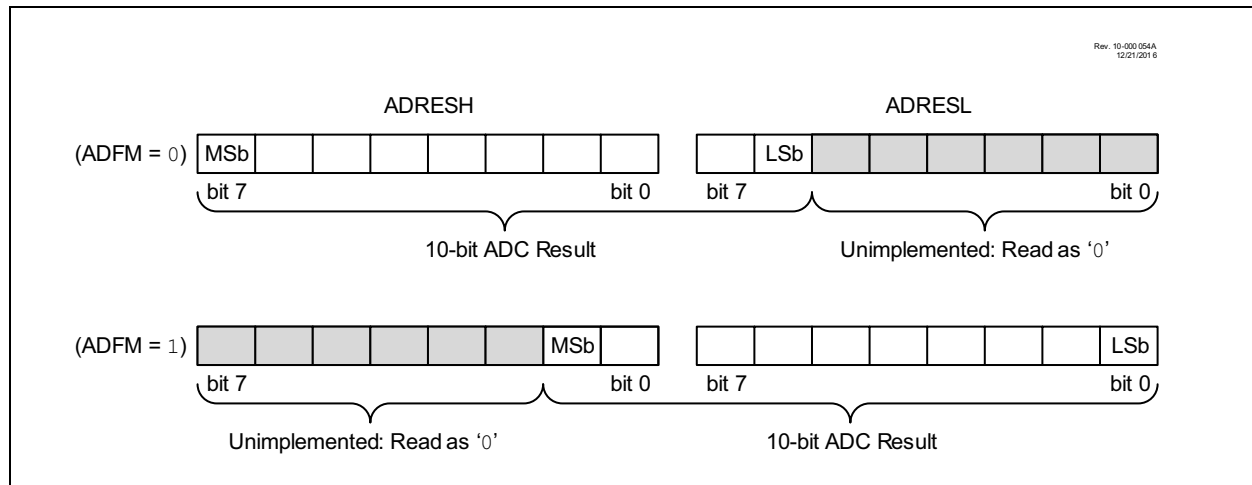 Rev. 10-000 054A
12/21/201 6
ADRESH ADRESL
(ADFM = 0) MSb LSb
bit 7 bit 0 bit 7 bit 0
10-bit ADC Result Unimplemented: Read as ‘0’
(ADFM = 1) MSb LSb
bit 7 bit 0 bit 7 bit 0
Unimplemented: Read as ‘0’ 10-bit ADC Result